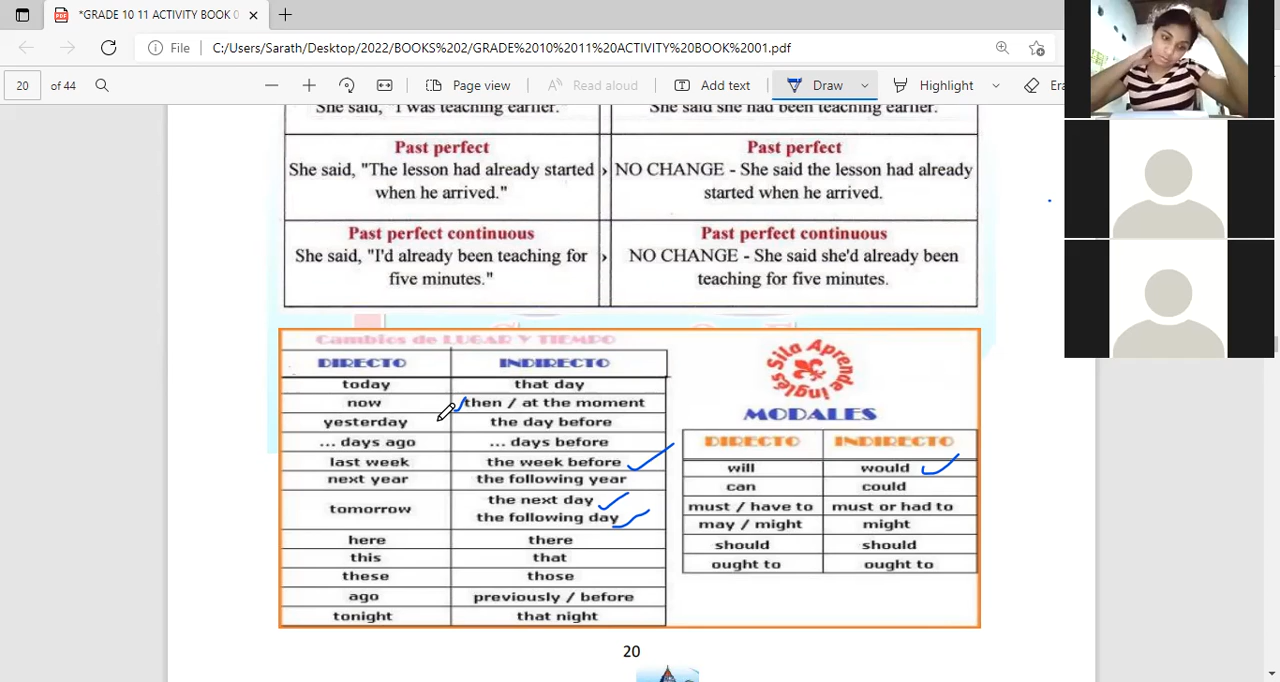 *GRADE 10 11 ACTIVITY BOOK 0
File C:/Users/Sarath/Desktop/2022/BOOKS%202/GRADE%2010%2011%20ACTIVITY%20BOOK%2001.pdf
20 of 44 Page view Read aloud Add text Draw Highlight Era
She said, "I was teaching earlier." She said she had been teaching earlier.
Past perfect Past perfect
She said, "The lesson had already started › NO CHANGE - She said the lesson had already
when he arrived." started when he arrived.
Past perfect continuous Past perfect continuous
She said, "I'd already been teaching for › NO CHANGE - She said she'd already been
five minutes." teaching for five minutes.
Cambios de LUGAR Y TIEMPO
DIRECTO INDIRECTO
today that day
now then / at the moment
yesterday the day before
... days ago ... days before
last week the week before
next year the following year
tomorrow the next day
the following day
here there
this that
these those
ago previously / before
tonight that night
Sila Aprende Inglés
MODALES
DIRECTO INDIRECTO
will would
can could
must / have to must or had to
may / might might
should should
ought to ought to
20